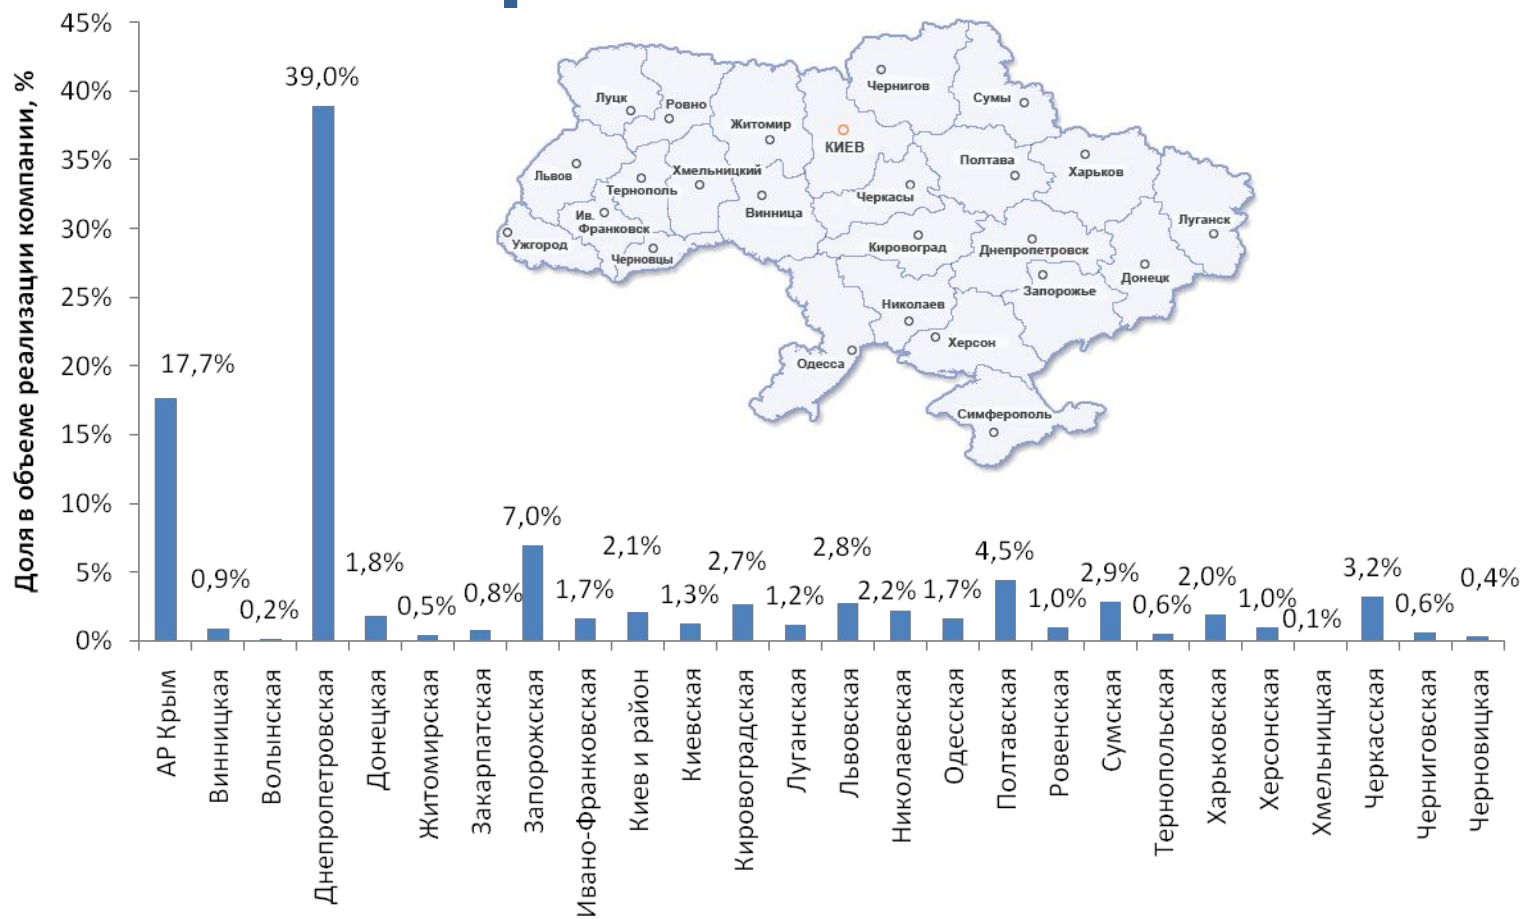 Доля в объеме реализации компании, %
45%
40%
35%
30%
25%
20%
15%
10%
5%
0%
17,7%
0,9%
0,2%
39,0%
1,8%
0,5%
0,8%
7,0%
1,7%
2,1%
1,3%
2,7%
1,2%
2,8%
2,2%
1,7%
4,5%
1,0%
2,9%
0,6%
2,0%
1,0%
0,1%
3,2%
0,6%
0,4%
АР Крым
Винницкая
Волынская
Днепропетровская
Донецкая
Житомирская
Закарпатская
Запорожская
Ивано-Франковская
Киев и район
Киевская
Кировоградская
Луганская
Львовская
Николаевская
Одесская
Полтавская
Ровенская
Сумская
Тернопольская
Харьковская
Херсонская
Хмельницкая
Черкасская
Черниговская
Черновицкая
Чернигов
Луцк
Ровно
Сумы
Житомир
КИЕВ
Полтава
Харьков
Львов
Хмельницкий
Тернополь
Черкасы
Винница
Ив.
Франковск
Луганск
Ужгород
Черновцы
Кировоград
Днепропетровск
Донецк
Запорожье
Николаев
Херсон
Одесса
Симферополь